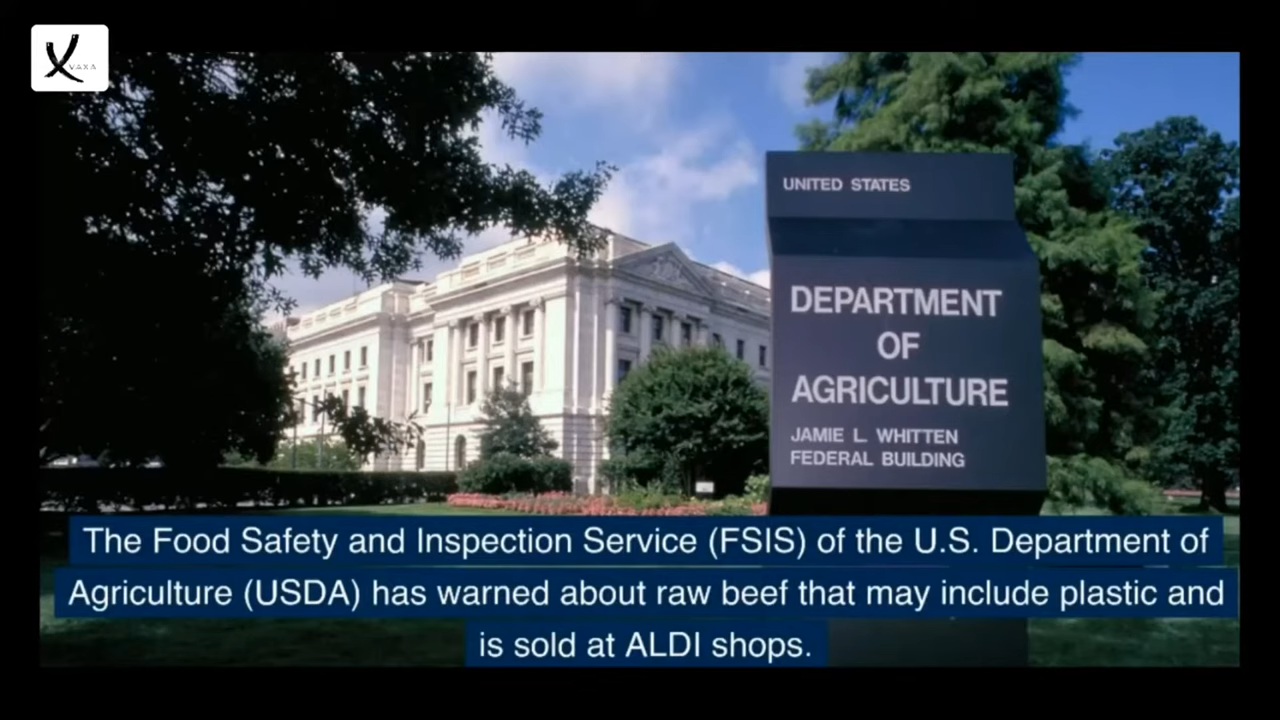 VAXA
UNITED STATES
DEPARTMENT
OF
AGRICULTURE
JAMIE L. WHITTEN
FEDERAL BUILDING
The Food Safety and Inspection Service (FSIS) of the U.S. Department of
Agriculture (USDA) has warned about raw beef that may include plastic and
is sold at ALDI shops.